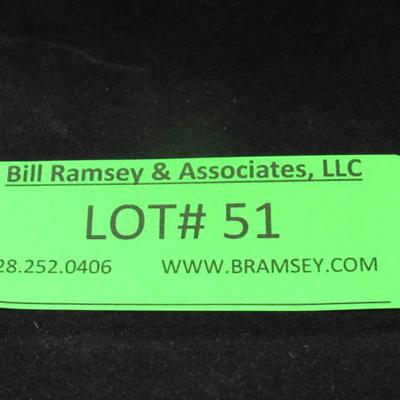 Bill Ramsey & Associates, LLC
LOT# 51
28.252.0406 WWW.BRAMSEY.COM